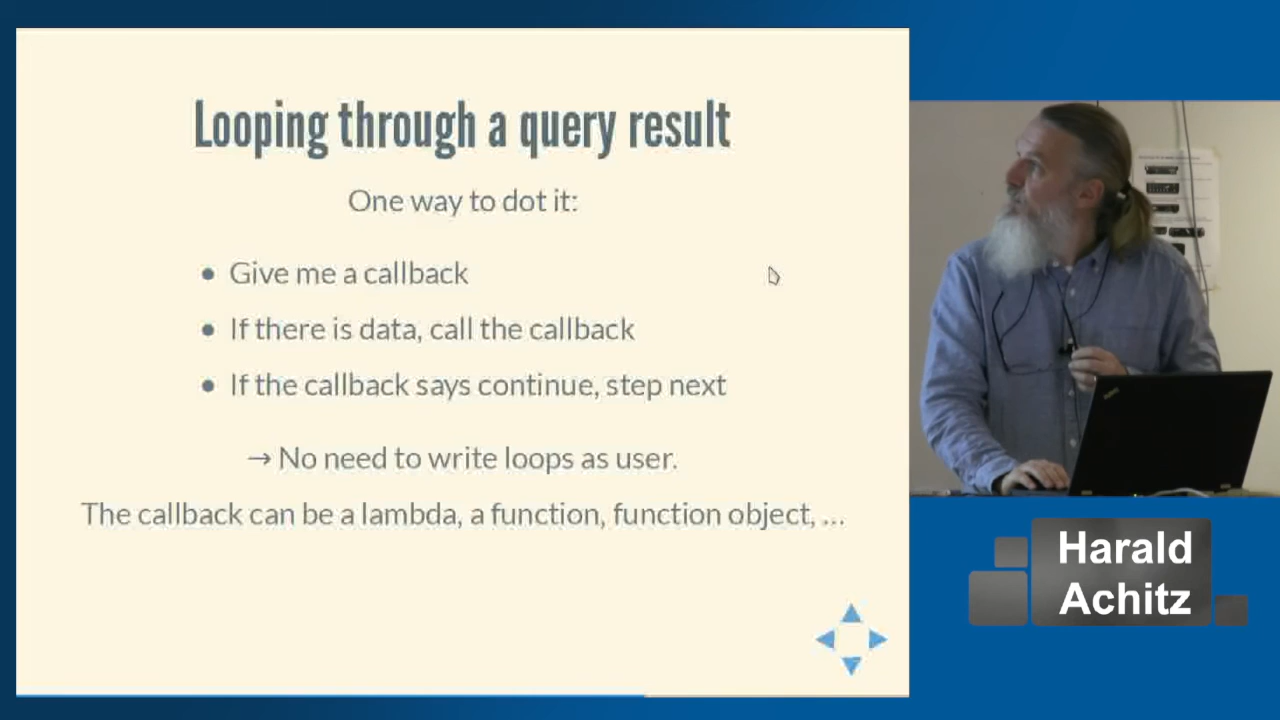 Looping through a query result
One way to dot it:
Give me a callback
If there is data, call the callback
If the callback says continue, step next
→ No need to write loops as user.
The callback can be a lambda, a function, function object, ...
Harald
Achitz